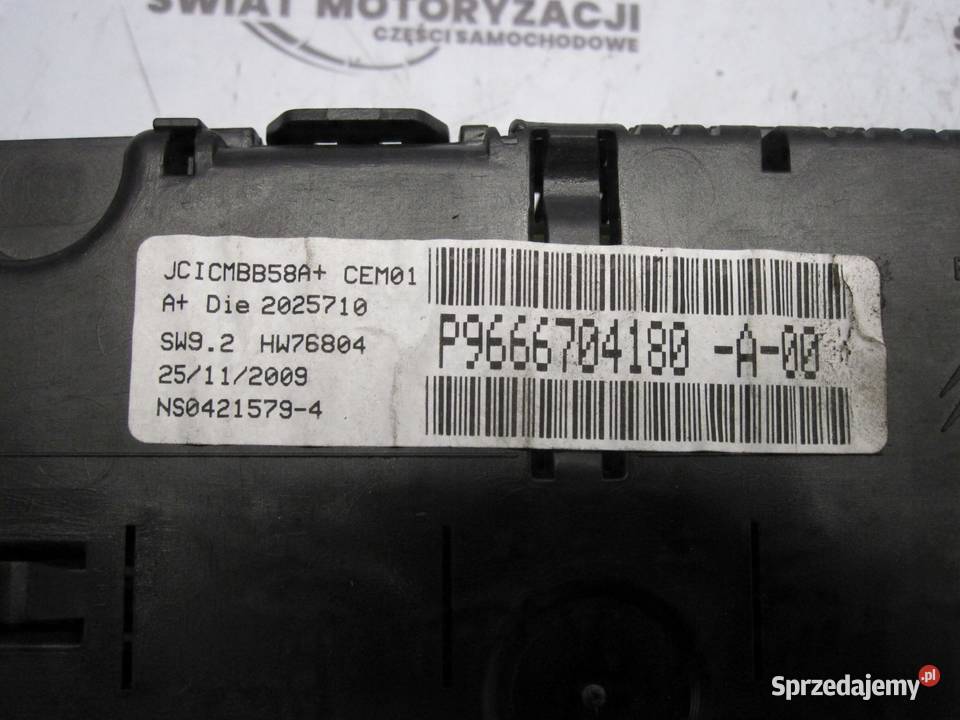 ŚWIAT MOTORYZACJI
CZĘŚCI SAMOCHODOWE
JCICMBB58A+ CEM01
A+ Die 2025710
SW9.2 HW76804
25/11/2009
NS0421579-4
P9666704180 -A-00
Sprzedajemy.pl